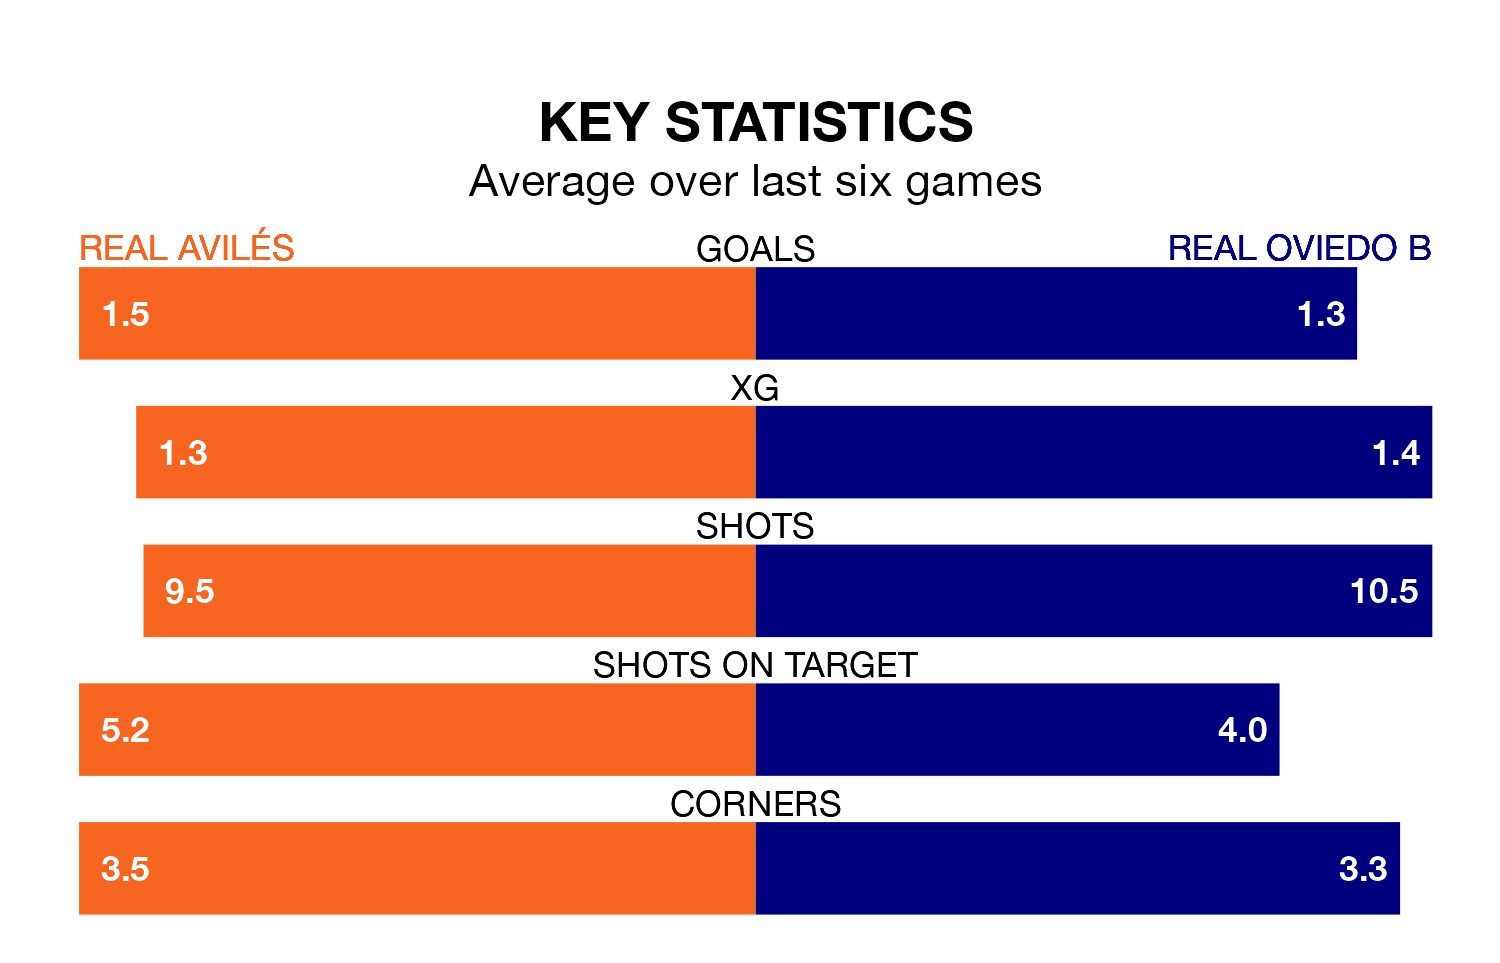 KEY STATISTICS
Average over last six games
REAL AVILÉS GOALS REAL OVIEDO B
1.5 1.3
XG
1.3 1.4
SHOTS
9.5 10.5
SHOTS ON TARGET
5.2 4.0
CORNERS
3.5 3.3